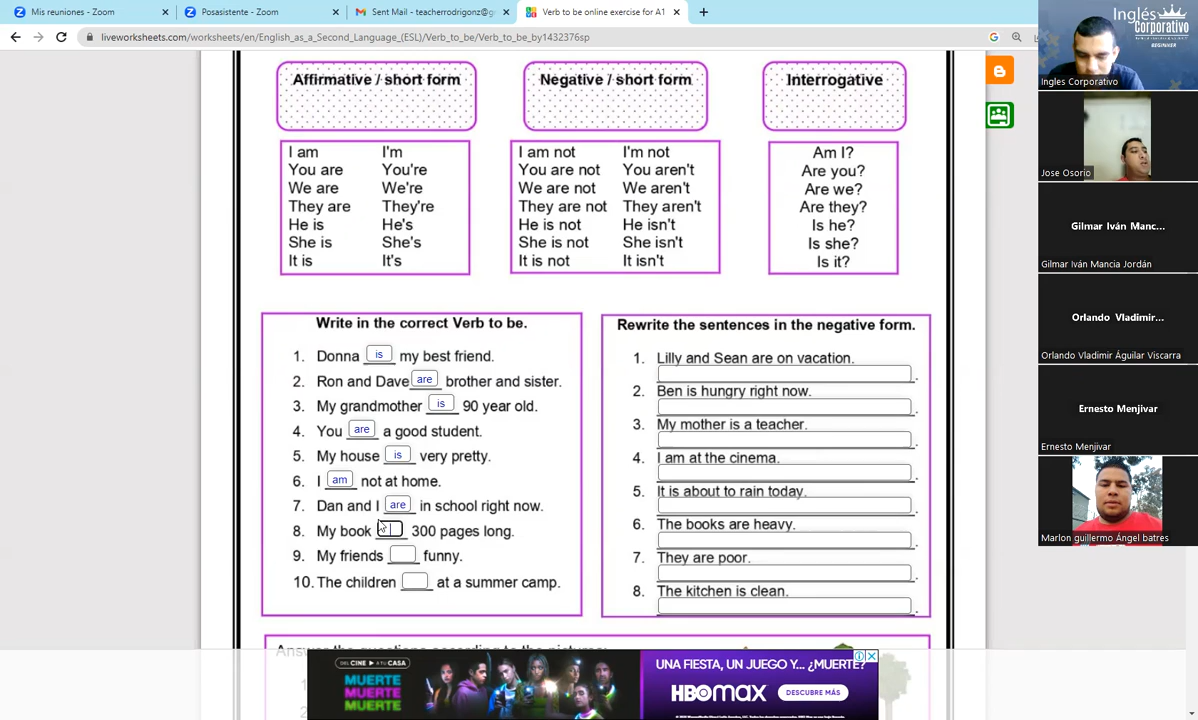 Mis reuniones - Zoom
Posasistente - Zoom
Sent Mail - teacherrodrigonz@g
Verb to be online exercise for A1
liveworksheets.com/worksheets/en/English_as_a_Second_Language_(ESL)/Verb_to_be/Verb_to_be_by1432376sp
Affirmative / short form
Negative / short form
Interrogative
I am I'm
You are You're
We are We're
They are They're
He is He's
She is She's
It is It's
I am not I'm not
You are not You aren't
We are not We aren't
They are not They aren't
He is not He isn't
She is not She isn't
It is not It isn't
Am I?
Are you?
Are we?
Are they?
Is he?
Is she?
Is it?
Write in the correct Verb to be.
1. Donna is my best friend.
2. Ron and Dave are brother and sister.
3. My grandmother is 90 year old.
4. You are a good student.
5. My house is very pretty.
6. I am not at home.
7. Dan and I are in school right now.
8. My book 300 pages long.
9. My friends funny.
10. The children at a summer camp.
Rewrite the sentences in the negative form.
1. Lilly and Sean are on vacation.
.
2. Ben is hungry right now.
.
3. My mother is a teacher.
.
4. I am at the cinema.
.
5. It is about to rain today.
.
6. The books are heavy.
.
7. They are poor.
.
8. The kitchen is clean.
.
DEL CINE A TU CASA
MUERTE
MUERTE
MUERTE
UNA FIESTA, UN JUEGO Y... ¿MUERTE?
HBOMAX
DESCUBRE MÁS
Inglés
Corporativo
BEGINNER
Ingles Corporativo
Jose Osorio
Gilmar Iván Manc...
Gilmar Iván Mancia Jordán
Orlando Vladimir...
Orlando Vladimir Águilar Viscarra
Ernesto Menjivar
Ernesto Menjivar
Marlon guillermo Ángel batres